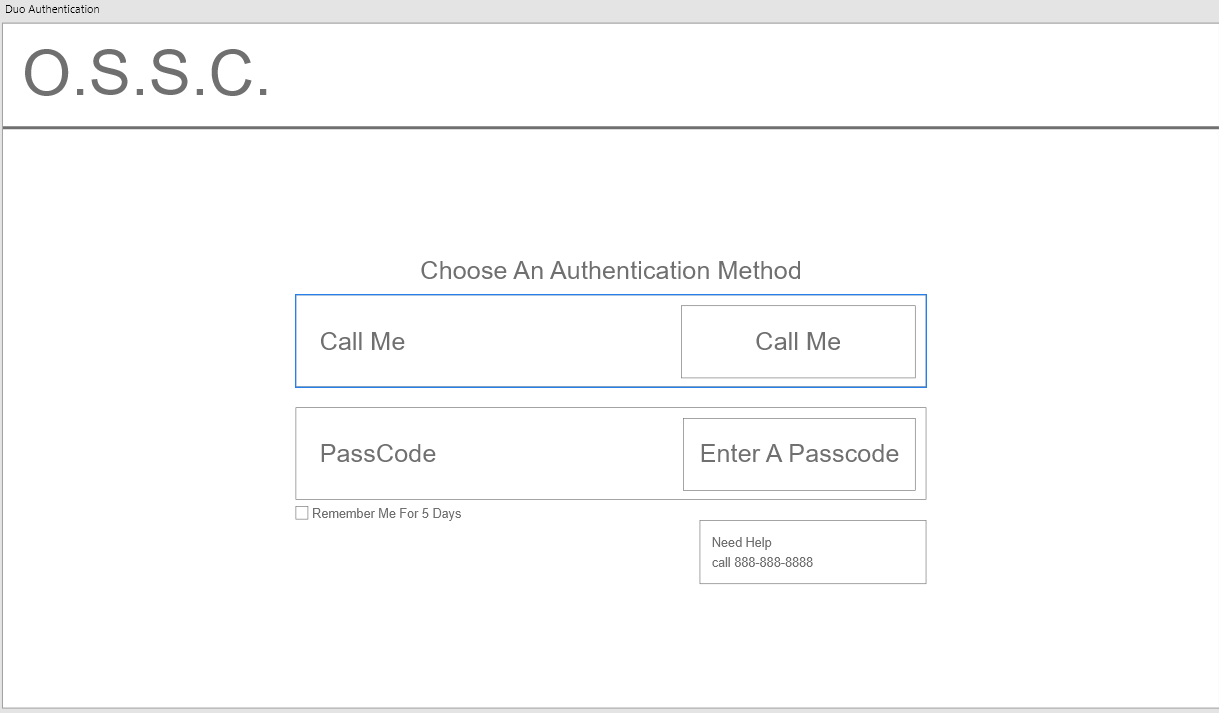 Duo Authentication
O.S.S.C.
Choose An Authentication Method
Call Me
Call Me
PassCode
Enter A Passcode
Remember Me For 5 Days
Need Help
call 888-888-8888